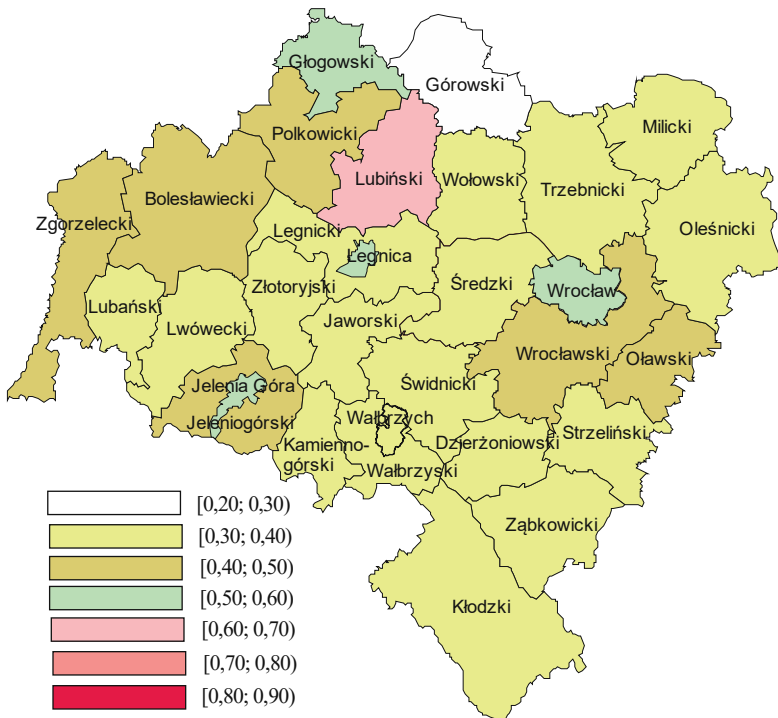 Głogowski
Górowski
Milicki
Polkowicki
Lubiński
Wołowski
Trzebnicki
Bolesławiecki
Zgorzelecki
Oleśnicki
Legnicki
Legnica
Złotoryjski
Średzki
Wrocław
Lubański
Lwówecki
Jaworski
Wrocławski
Oławski
Jelenia Góra
Świdnicki
Jeleniogórski
Wałbrzych
Dzierżoniowski
Strzeliński
Kamienno-
górski
Wałbrzyski
Ząbkowicki
Kłodzki
[0,20; 0,30)
[0,30; 0,40)
[0,40; 0,50)
[0,50; 0,60)
[0,60; 0,70)
[0,70; 0,80)
[0,80; 0,90)